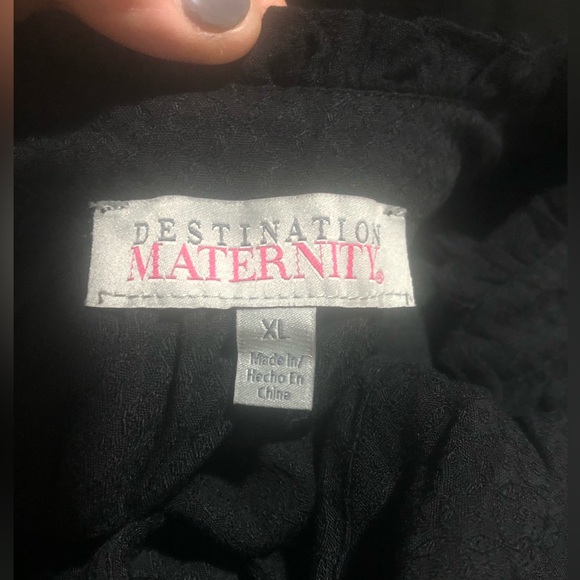 DESTINATION
MATERNITY®
XL
Made In/
Hecho En
China